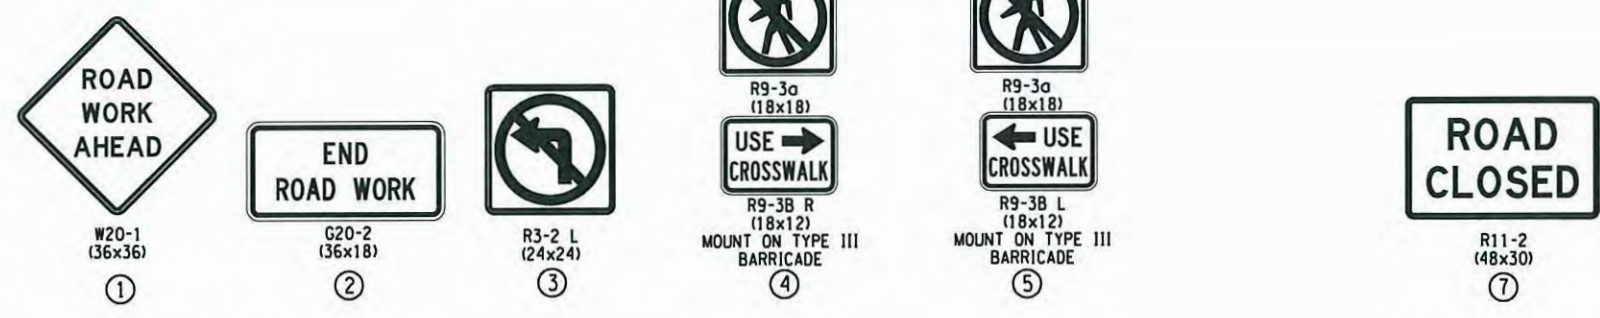 ROAD
WORK
AHEAD
W20-1
(36x36)
1
END
ROAD WORK
G20-2
(36x18)
2
R3-2 L
(24x24)
3
R9-3a
(18x18)
USE
CROSSWALK
R9-3B R
(18x12)
MOUNT ON TYPE III
BARRICADE
4
R9-3a
(18x18)
USE
CROSSWALK
R9-3B L
(18x12)
MOUNT ON TYPE III
BARRICADE
5
ROAD
CLOSED
R11-2
(48x30)
7